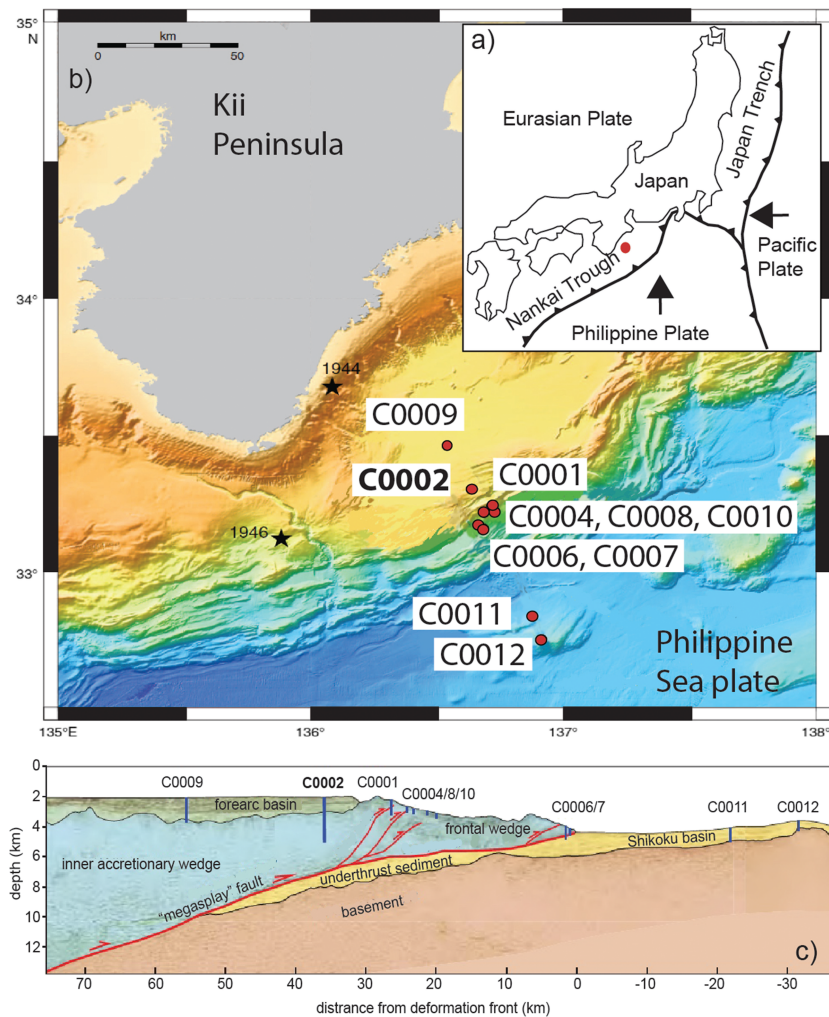 35°
N
km
0 50
b)
Kii
Peninsula
a)
Eurasian Plate
Japan Trench
Japan
Pacific
Plate
Nankai Trough
Philippine Plate
34°
1944
C0009
C0002
C0001
C0004, C0008, C0010
1946
C0006, C0007
33°
C0011
C0012
Philippine
Sea plate
135°E 136° 137° 138°
0
2
4
6
8
10
12
depth (km)
C0009 C0002 C0001
C0004/8/10
C0006/7
C0011 C0012
forearc basin
frontal wedge
Shikoku basin
inner accretionary wedge
underthrust sediment
“megasplay” fault
basement
c)
70 60 50 40 30 20 10 0 -10 -20 -30
distrance from deformation front (km)